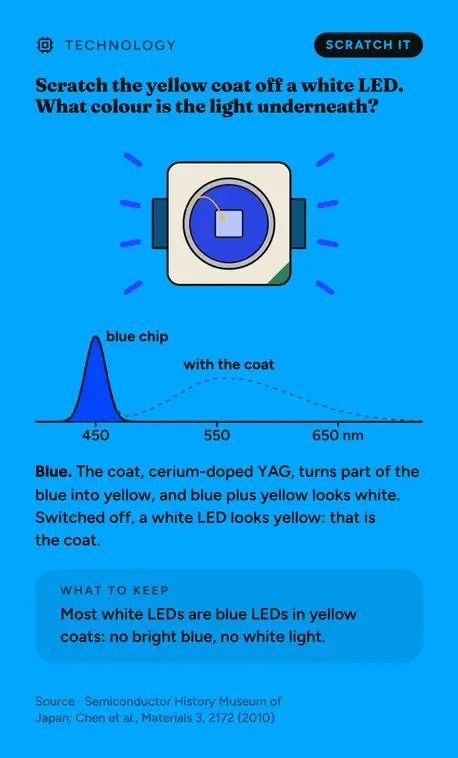 TECHNOLOGY
SCRATCH IT
Scratch the yellow coat off a white LED.
What colour is the light underneath?
blue chip
with the coat
450
550
650 nm
Blue. The coat, cerium-doped YAG, turns part of the
blue into yellow, and blue plus yellow looks white.
Switched off, a white LED looks yellow: that is
the coat.
WHAT TO KEEP
Most white LEDs are blue LEDs in yellow
coats: no bright blue, no white light.
Source · Semiconductor History Museum of
Japan; Chen et al., Materials 3, 2172 (2010)